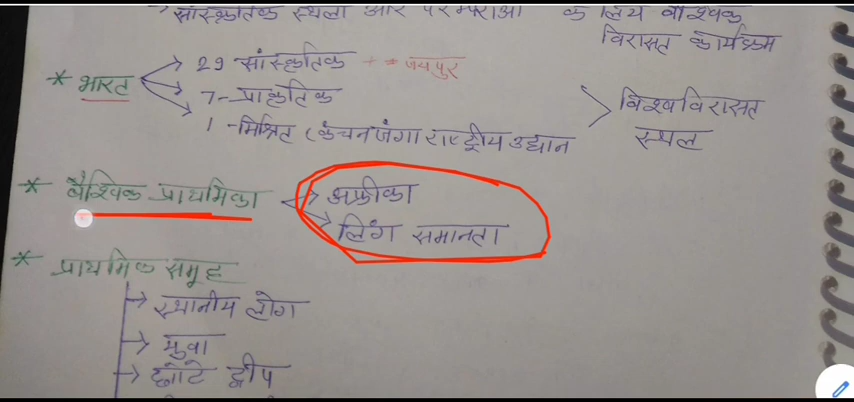 → सांस्कृतिक स्थलों और परम्पराओं के लिये वैश्विक
विरासत कार्यक्रम
* भारत → 29 सांस्कृतिक + * जयपुर
→ 7-प्राकृतिक
→ 1-मिश्रित (कंचनजंगा राष्ट्रीय उद्यान
> विश्वविरासत
स्थल
* वैश्विक प्राथमिका → अफ्रीका
→ लिंग समानता
* प्राथमिक समूह
→ स्थानीय लोग
→ युवा
→ छोटे द्वीप